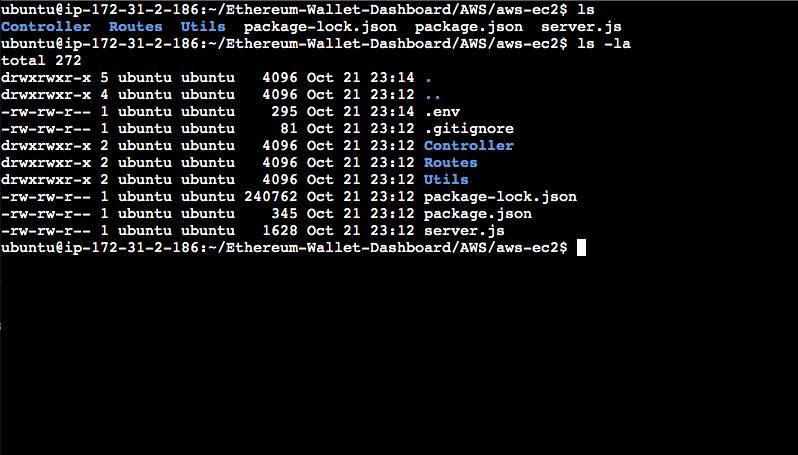 ubuntu@ip-172-31-2-186:~/Ethereum-Wallet-Dashboard/AWS/aws-ec2$ ls
Controller  Routes  Utils  package-lock.json  package.json  server.js
ubuntu@ip-172-31-2-186:~/Ethereum-Wallet-Dashboard/AWS/aws-ec2$ ls -la
total 272
drwxrwxr-x 5 ubuntu ubuntu   4096 Oct 21 23:14 .
drwxrwxr-x 4 ubuntu ubuntu   4096 Oct 21 23:12 ..
-rw-rw-r-- 1 ubuntu ubuntu    295 Oct 21 23:14 .env
-rw-rw-r-- 1 ubuntu ubuntu     81 Oct 21 23:12 .gitignore
drwxrwxr-x 2 ubuntu ubuntu   4096 Oct 21 23:12 Controller
drwxrwxr-x 2 ubuntu ubuntu   4096 Oct 21 23:12 Routes
drwxrwxr-x 2 ubuntu ubuntu   4096 Oct 21 23:12 Utils
-rw-rw-r-- 1 ubuntu ubuntu 240762 Oct 21 23:12 package-lock.json
-rw-rw-r-- 1 ubuntu ubuntu    345 Oct 21 23:12 package.json
-rw-rw-r-- 1 ubuntu ubuntu   1628 Oct 21 23:12 server.js
ubuntu@ip-172-31-2-186:~/Ethereum-Wallet-Dashboard/AWS/aws-ec2$